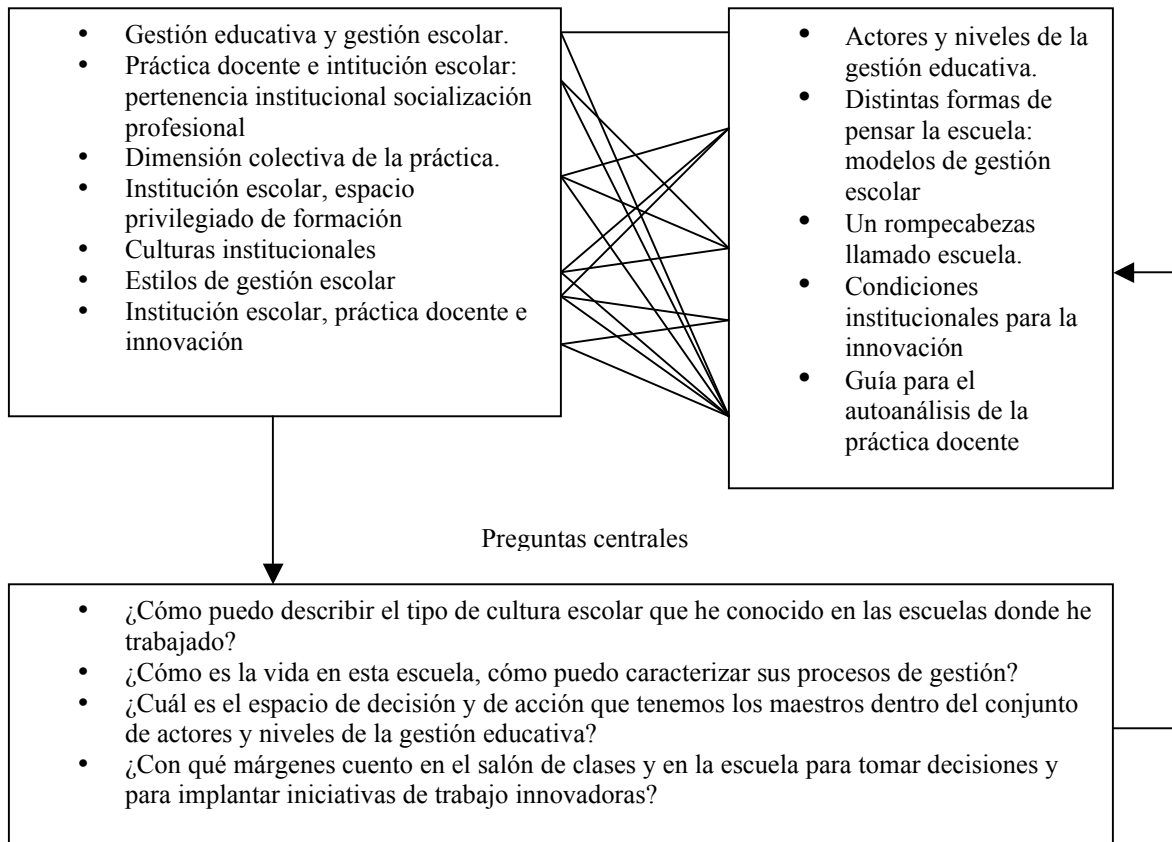 • Gestión educativa y gestión escolar.
• Práctica docente e intitución escolar:
pertenencia institucional socialización
profesional
• Dimensión colectiva de la práctica.
• Institución escolar, espacio
privilegiado de formación
• Culturas institucionales
• Estilos de gestión escolar
• Institución escolar, práctica docente e
innovación
• Actores y niveles de la
gestión educativa.
• Distintas formas de
pensar la escuela:
modelos de gestión
escolar
• Un rompecabezas
llamado escuela.
• Condiciones
institucionales para la
innovación
• Guía para el
autoanálisis de la
práctica docente
Preguntas centrales
• ¿Cómo puedo describir el tipo de cultura escolar que he conocido en las escuelas donde he
trabajado?
• ¿Cómo es la vida en esta escuela, cómo puedo caracterizar sus procesos de gestión?
• ¿Cuál es el espacio de decisión y de acción que tenemos los maestros dentro del conjunto
de actores y niveles de la gestión educativa?
• ¿Con qué márgenes cuento en el salón de clases y en la escuela para tomar decisiones y
para implantar iniciativas de trabajo innovadoras?